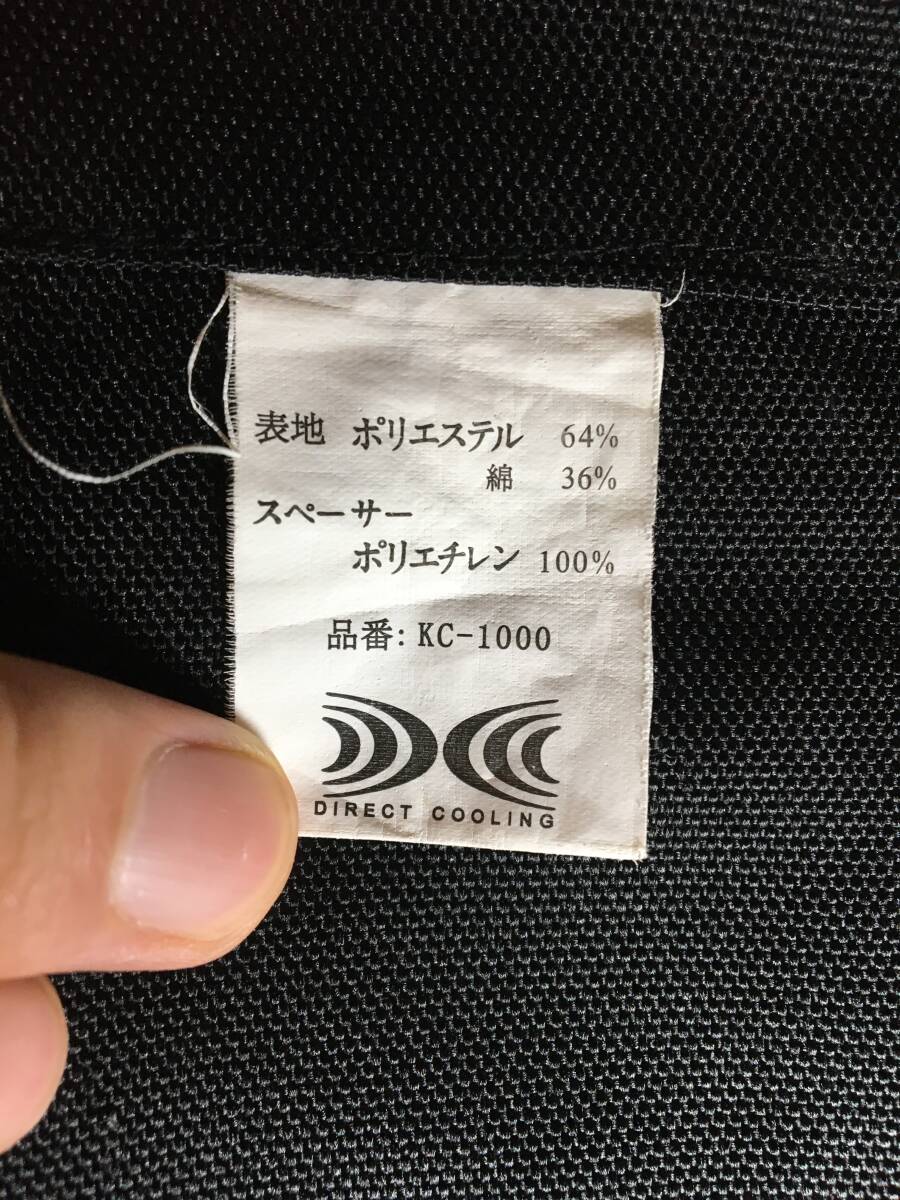 表地 ポリエステル 64%
綿 36%
スペーサー
ポリエチレン 100%
品番: KC-1000
DIRECT COOLING